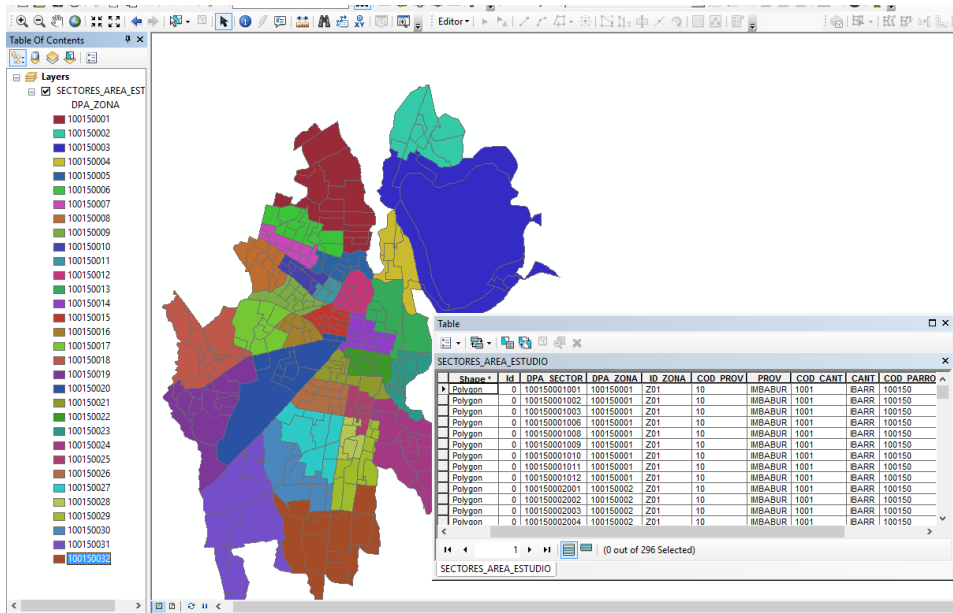 Editor
Table Of Contents
Layers
SECTORES_AREA_EST
DPA_ZONA
100150001
100150002
100150003
100150004
100150005
100150006
100150007
100150008
100150009
100150010
100150011
100150012
100150013
100150014
100150015
100150016
100150017
100150018
100150019
100150020
100150021
100150022
100150023
100150024
100150025
100150026
100150027
100150028
100150029
100150030
100150031
100150032
Table
SECTORES_AREA_ESTUDIO
Shape * Id DPA_SECTOR DPA_ZONA ID_ZONA COD_PROV PROV COD_CANT CANT COD_PARRO
Polygon 0 100150001001 100150001 Z01 10 IMBABUR 1001 IBARR 100150
Polygon 0 100150001002 100150001 Z01 10 IMBABUR 1001 IBARR 100150
Polygon 0 100150001003 100150001 Z01 10 IMBABUR 1001 IBARR 100150
Polygon 0 100150001006 100150001 Z01 10 IMBABUR 1001 IBARR 100150
Polygon 0 100150001008 100150001 Z01 10 IMBABUR 1001 IBARR 100150
Polygon 0 100150001009 100150001 Z01 10 IMBABUR 1001 IBARR 100150
Polygon 0 100150001010 100150001 Z01 10 IMBABUR 1001 IBARR 100150
Polygon 0 100150001011 100150001 Z01 10 IMBABUR 1001 IBARR 100150
Polygon 0 100150001012 100150001 Z01 10 IMBABUR 1001 IBARR 100150
Polygon 0 100150002001 100150002 Z01 10 IMBABUR 1001 IBARR 100150
Polygon 0 100150002002 100150002 Z01 10 IMBABUR 1001 IBARR 100150
Polygon 0 100150002003 100150002 Z01 10 IMBABUR 1001 IBARR 100150
Polygon 0 100150002004 100150002 Z01 10 IMBABUR 1001 IBARR 100150
1 (0 out of 296 Selected)
SECTORES_AREA_ESTUDIO